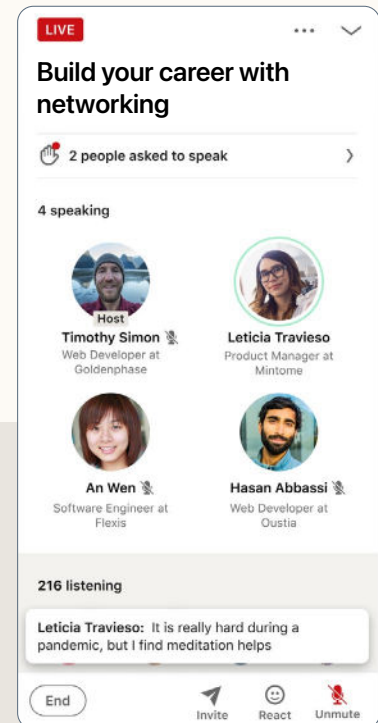 LIVE
Build your career with
networking
2 people asked to speak
4 speaking
Host
Timothy Simon
Web Developer at
Goldenphase
Leticia Travieso
Product Manager at
Mintome
An Wen
Software Engineer at
Flexis
Hasan Abbassi
Web Developer at
Oustia
216 listening
Leticia Travieso: It is really hard during a
pandemic, but I find meditation helps
End
Invite
React
Unmute